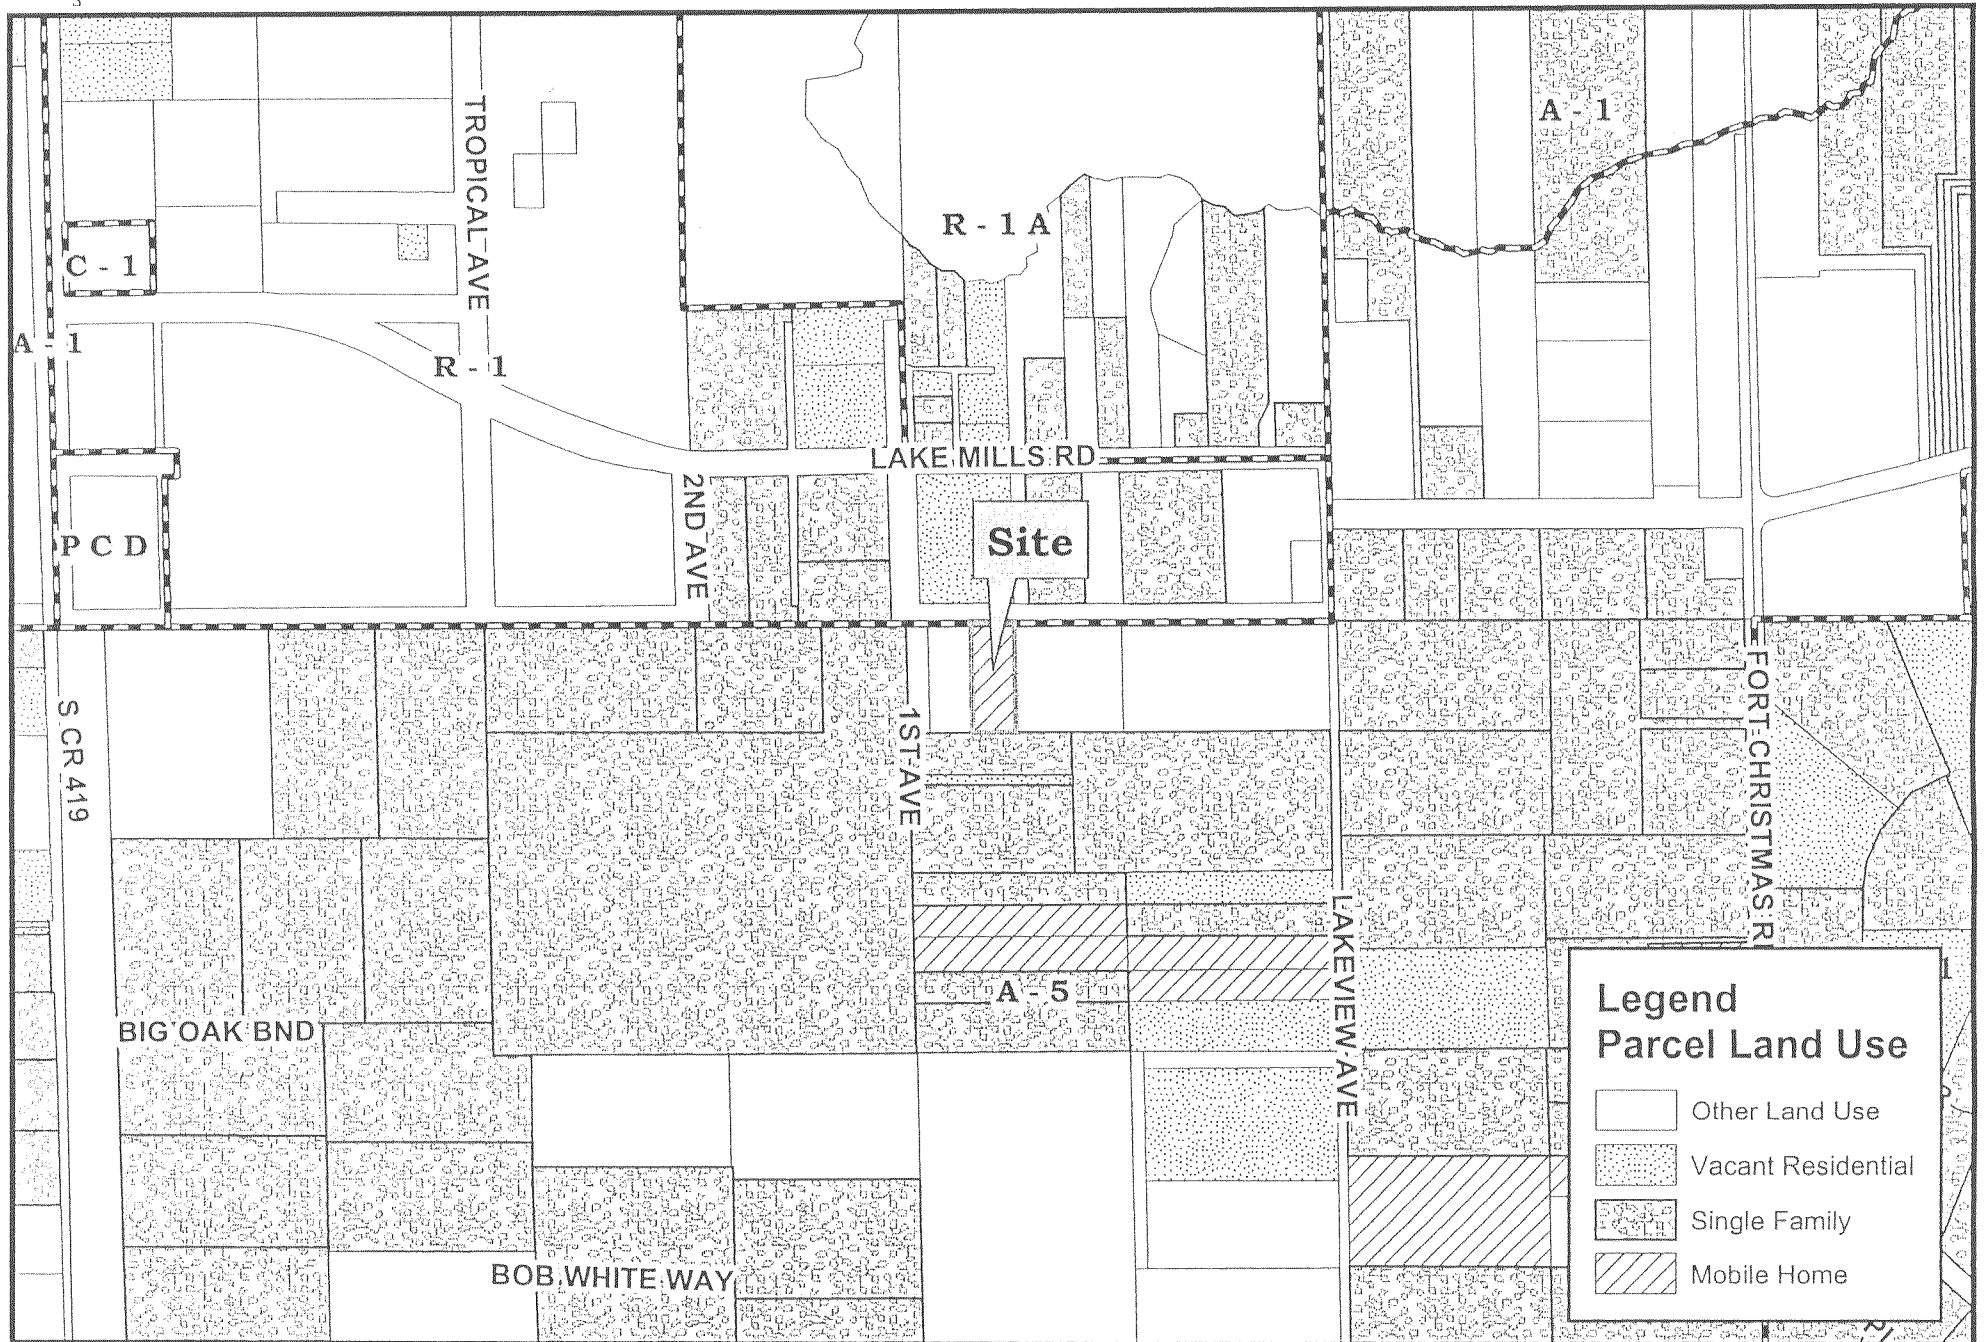 A - 1
TROPICAL AVE
R - 1 A
C - 1
A - 1
R - 1
LAKE MILLS RD
2ND AVE
Site
P C D
S CR 419
1ST AVE
FORT CHRISTMAS R
LAKEVIEW AVE
A - 5
BIG OAK BND
BOB WHITE WAY
Legend
Parcel Land Use
Other Land Use
Vacant Residential
Single Family
Mobile Home